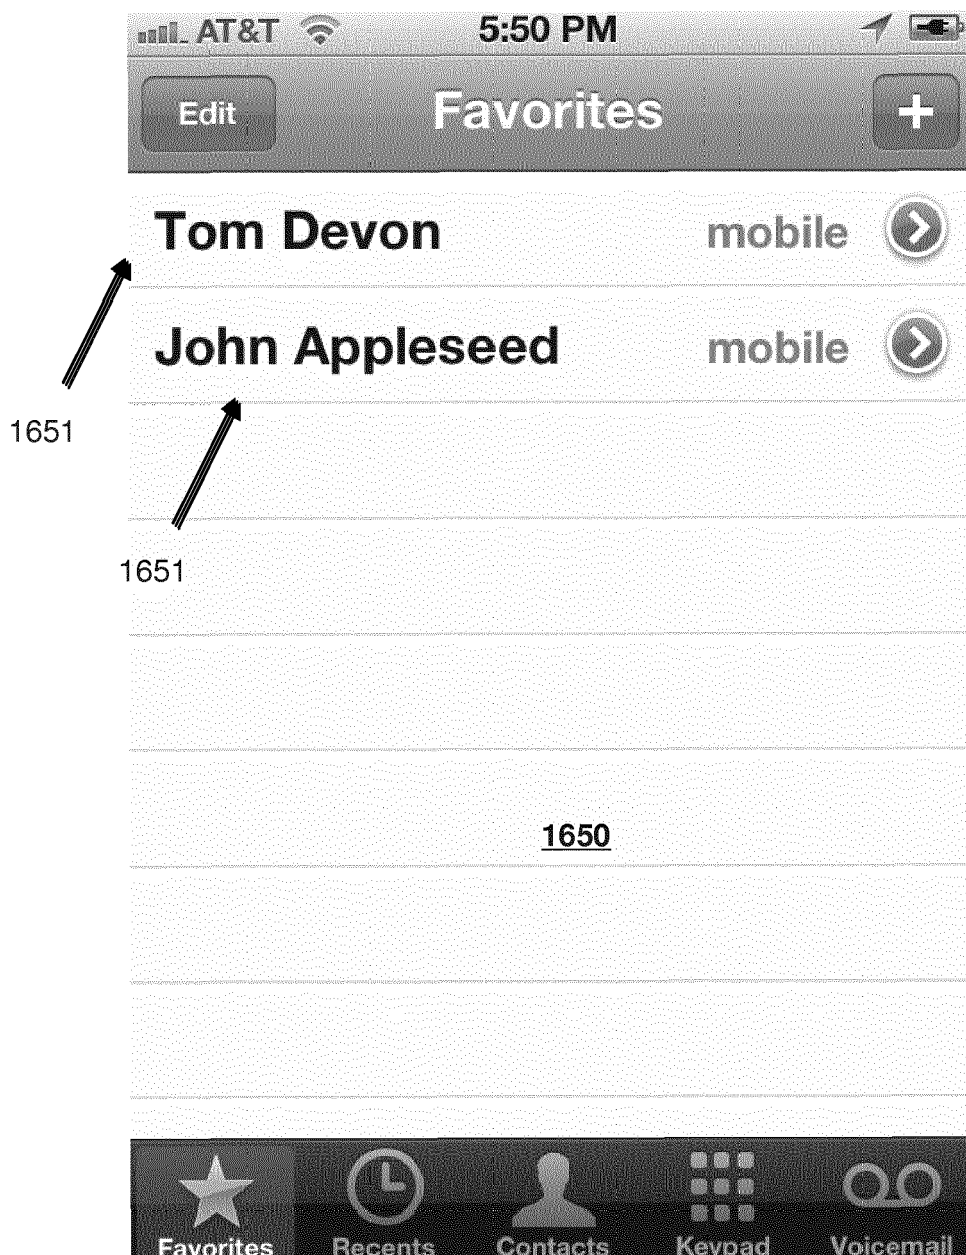 AT&T 5:50 PM
Edit Favorites +
Tom Devon mobile
John Appleseed mobile
1651
1651
1650
Favorites Recents Contacts Keypad Voicemail